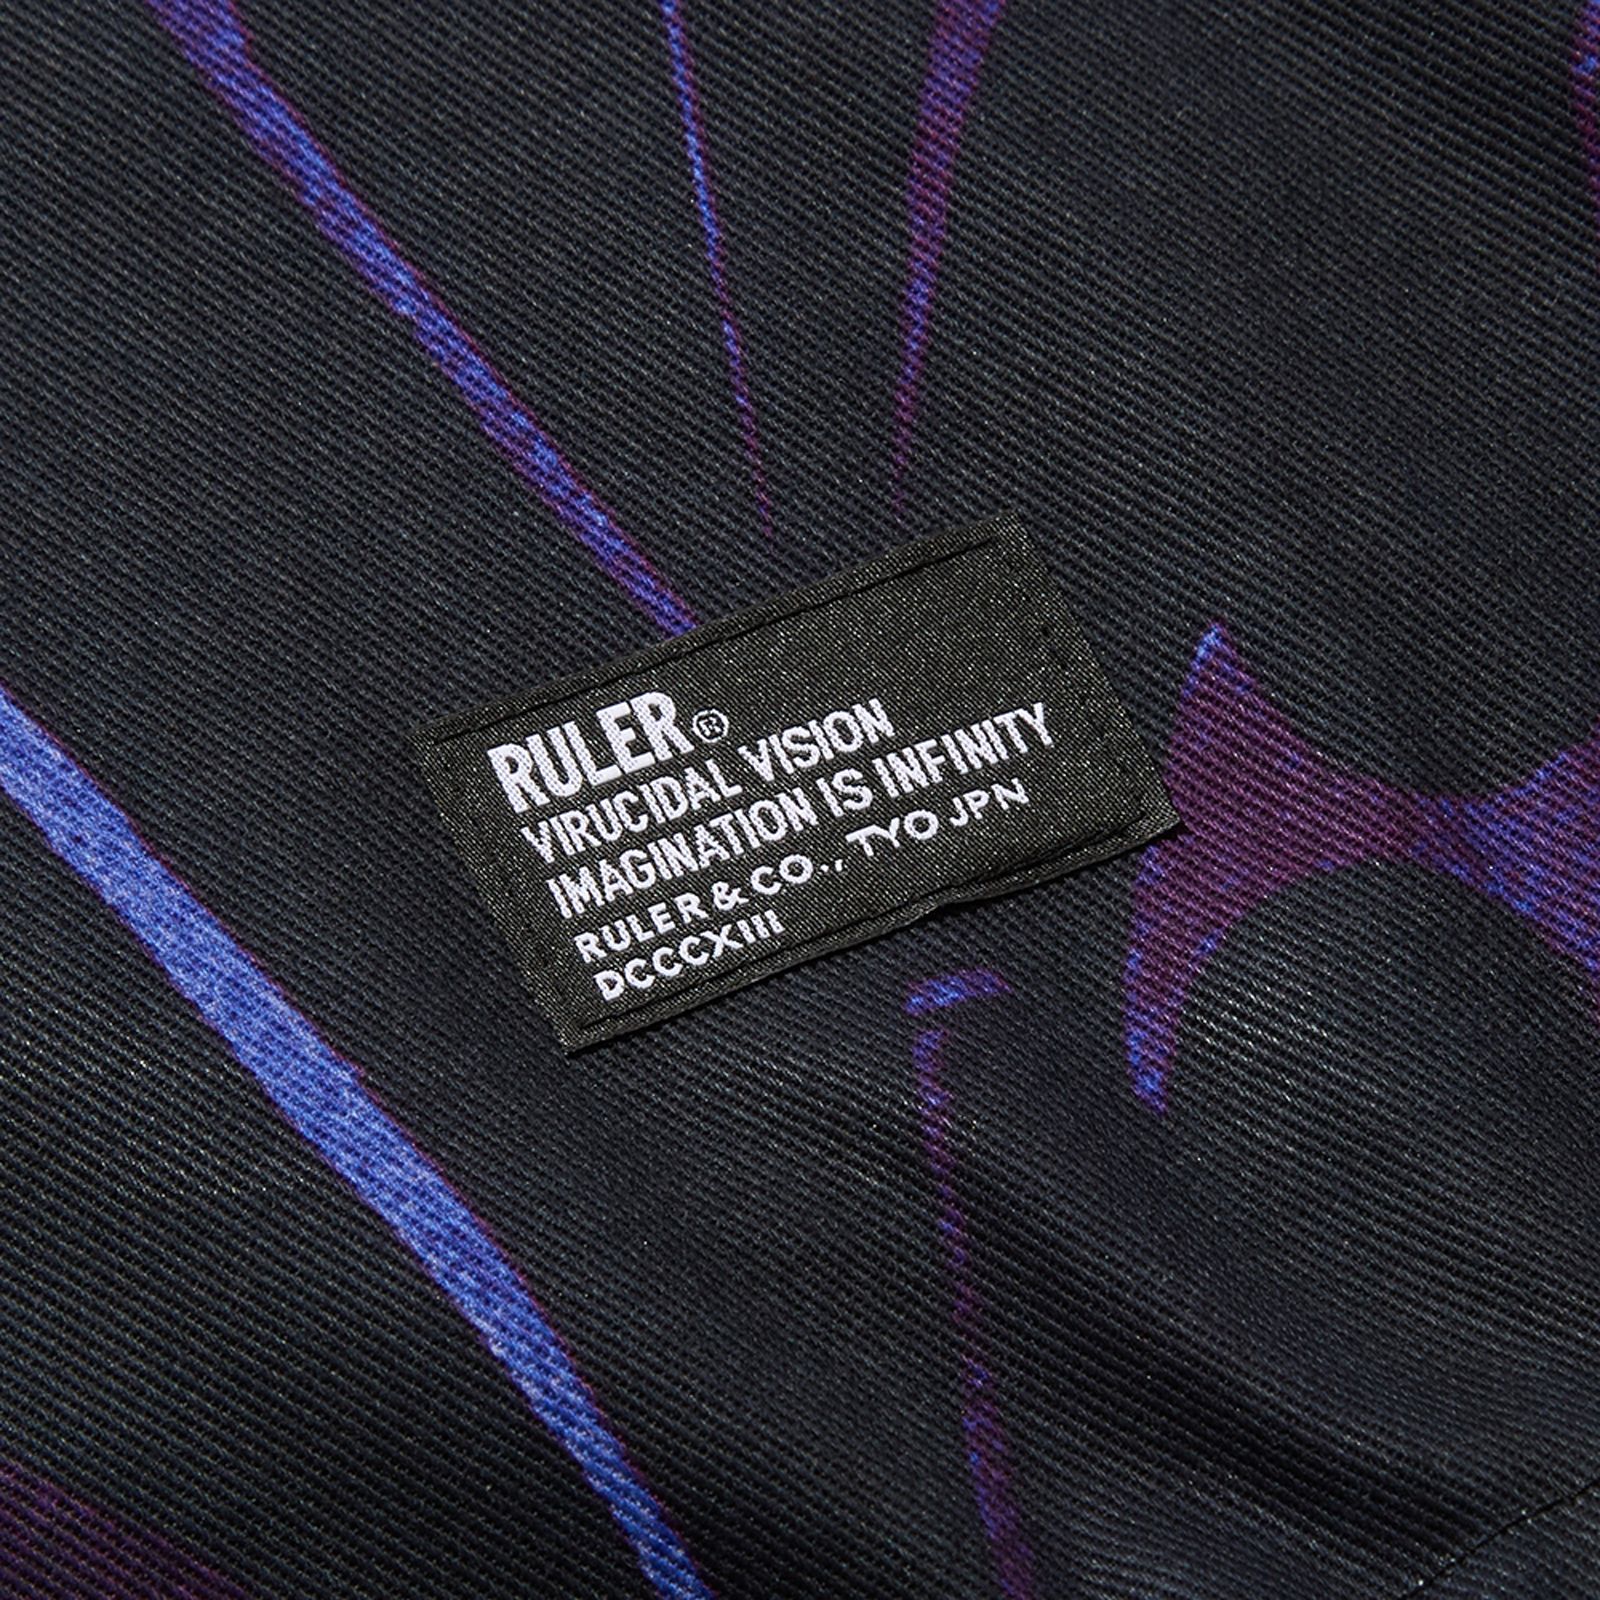 RULER®
VIRUCIDAL VISION
IMAGINATION IS INFINITY
RULER & CO., TYO JPN
DCCCXIII